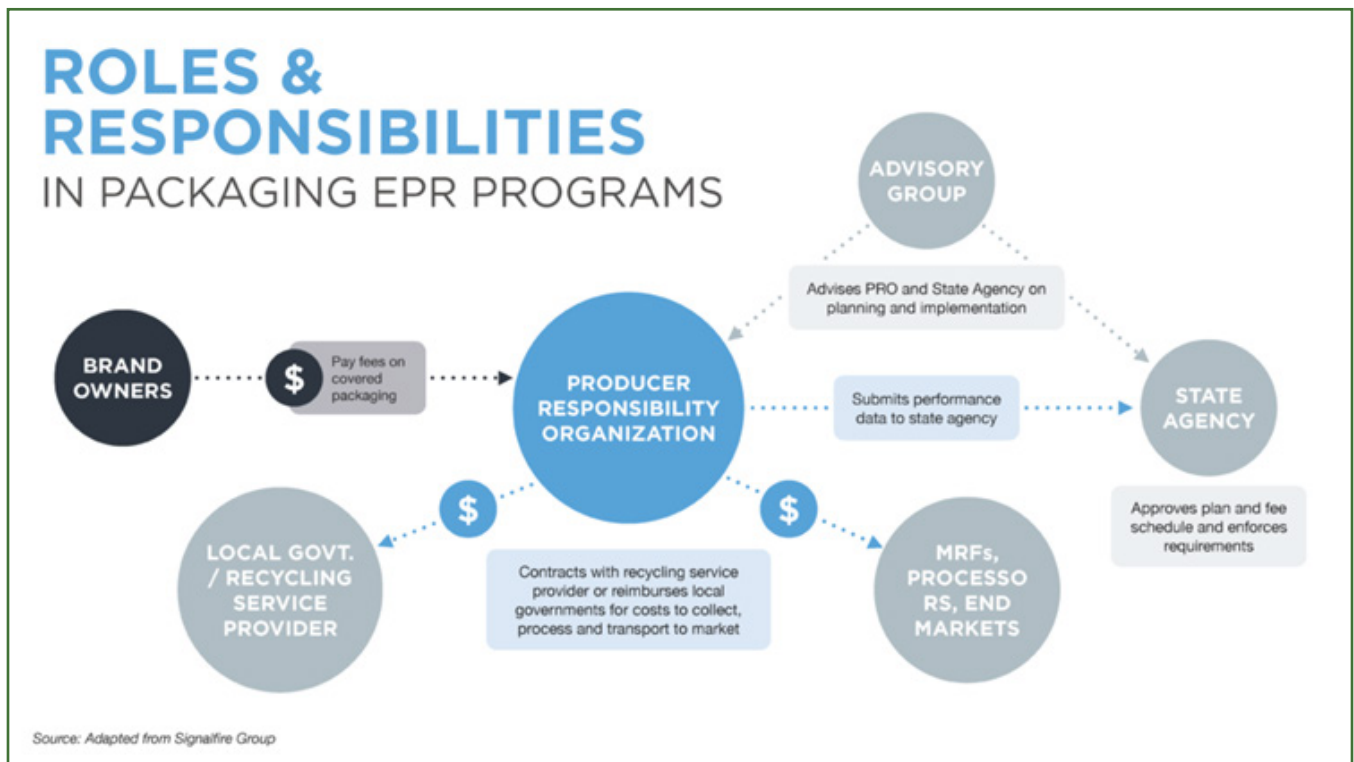 ROLES &
RESPONSIBILITIES
IN PACKAGING EPR PROGRAMS
ADVISORY
GROUP
Advises PRO and State Agency on
planning and implementation
BRAND
OWNERS
$
Pay fees on
covered
packaging
PRODUCER
RESPONSIBILITY
ORGANIZATION
Submits performance
data to state agency
STATE
AGENCY
Approves plan and fee
schedule and enforces
requirements
$
$
LOCAL GOVT.
/ RECYCLING
SERVICE
PROVIDER
Contracts with recycling service
provider or reimburses local
governments for costs to collect,
process and transport to market
MRFs,
PROCESSO
RS, END
MARKETS
Source: Adapted from Signalfire Group